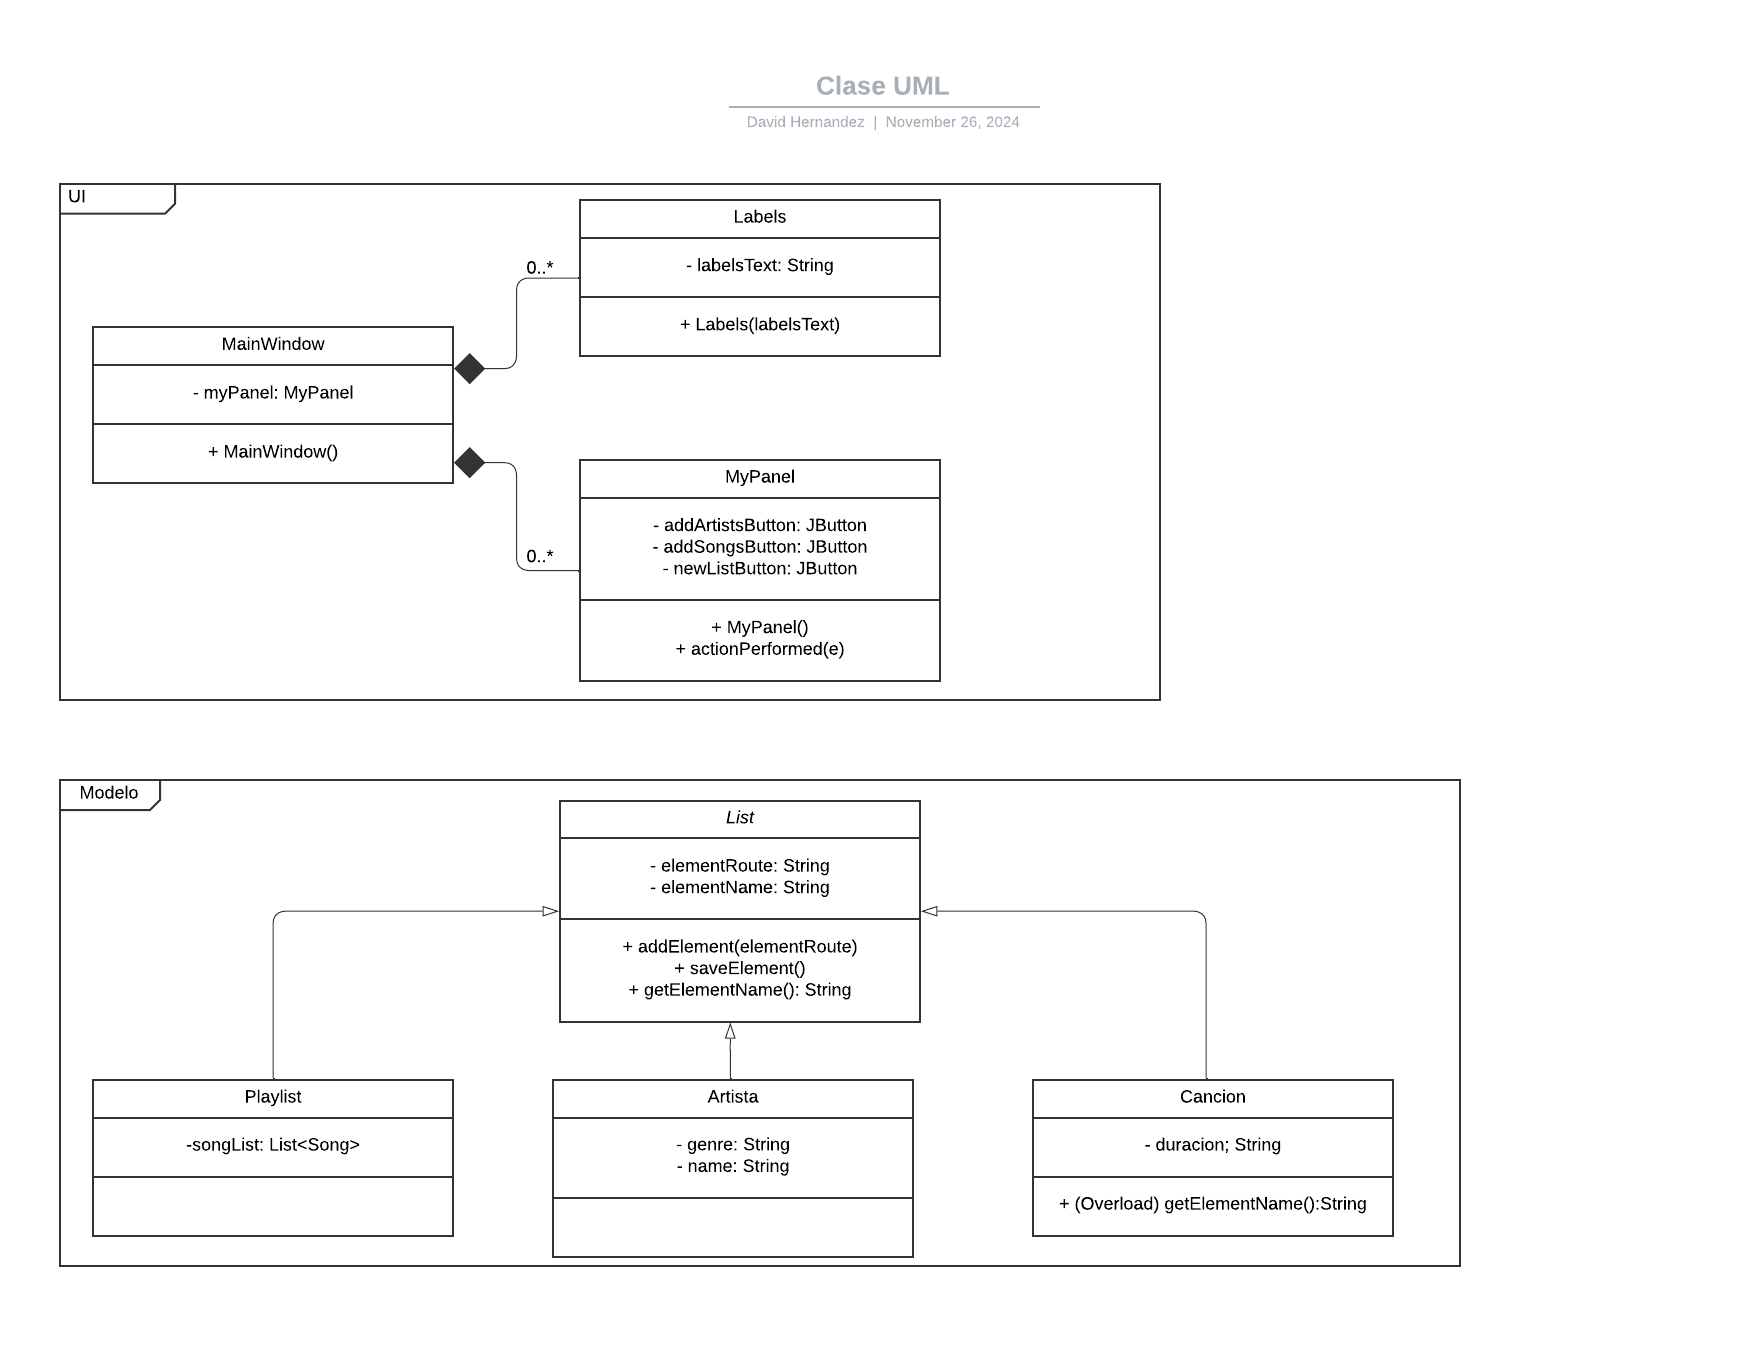 Clase UML
David Hernandez | November 26, 2024
UI
Labels
- labelsText: String
+ Labels(labelsText)
0..*
MainWindow
- myPanel: MyPanel
+ MainWindow()
0..*
MyPanel
- addArtistsButton: JButton
- addSongsButton: JButton
- newListButton: JButton
+ MyPanel()
+ actionPerformed(e)
Modelo
List
- elementRoute: String
- elementName: String
+ addElement(elementRoute)
+ saveElement()
+ getElementName(): String
Playlist
-songList: List<Song>
Artista
- genre: String
- name: String
Cancion
- duracion; String
+ (Overload) getElementName():String